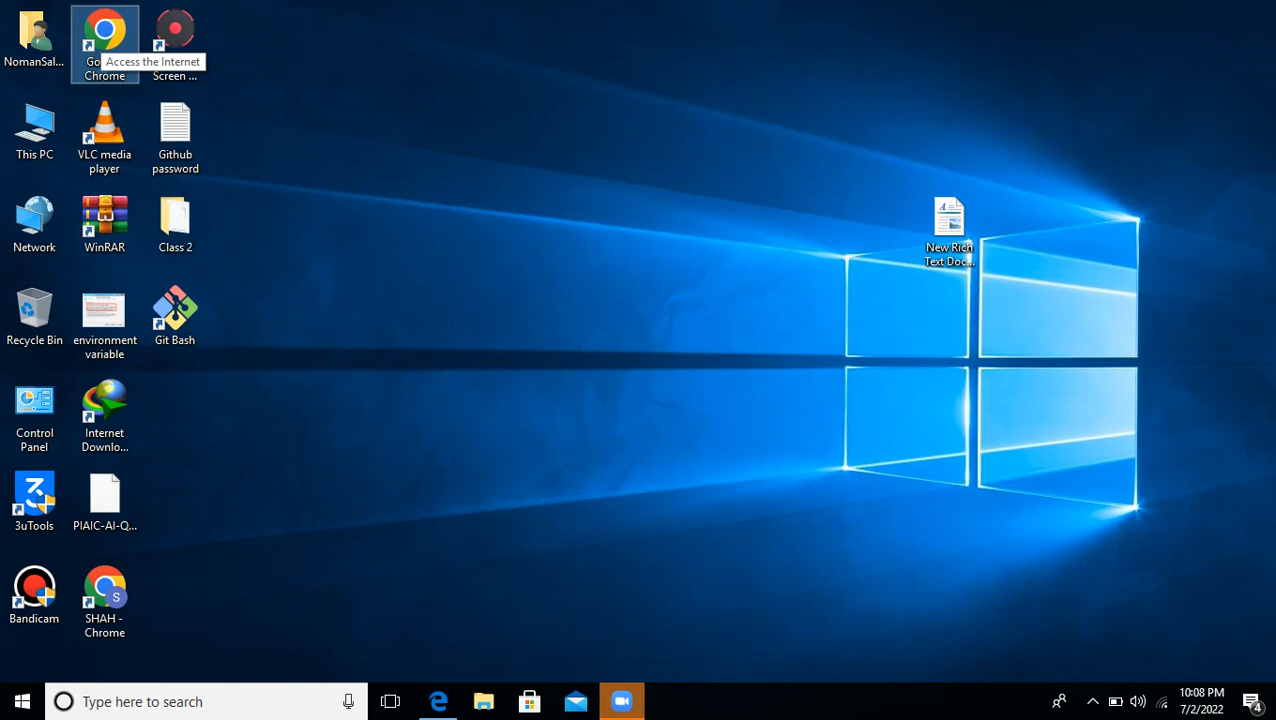 NomanSal...
Go
Chrome
Access the Internet
Screen ...
This PC
VLC media
player
Github
password
Network
WinRAR
Class 2
New Rich
Text Doc...
Recycle Bin
environment
variable
Git Bash
Control
Panel
Internet
Downlo...
3uTools
PIAIC-AI-Q...
Bandicam
S
SHAH -
Chrome
Type here to search
10:08 PM
7/2/2022
4